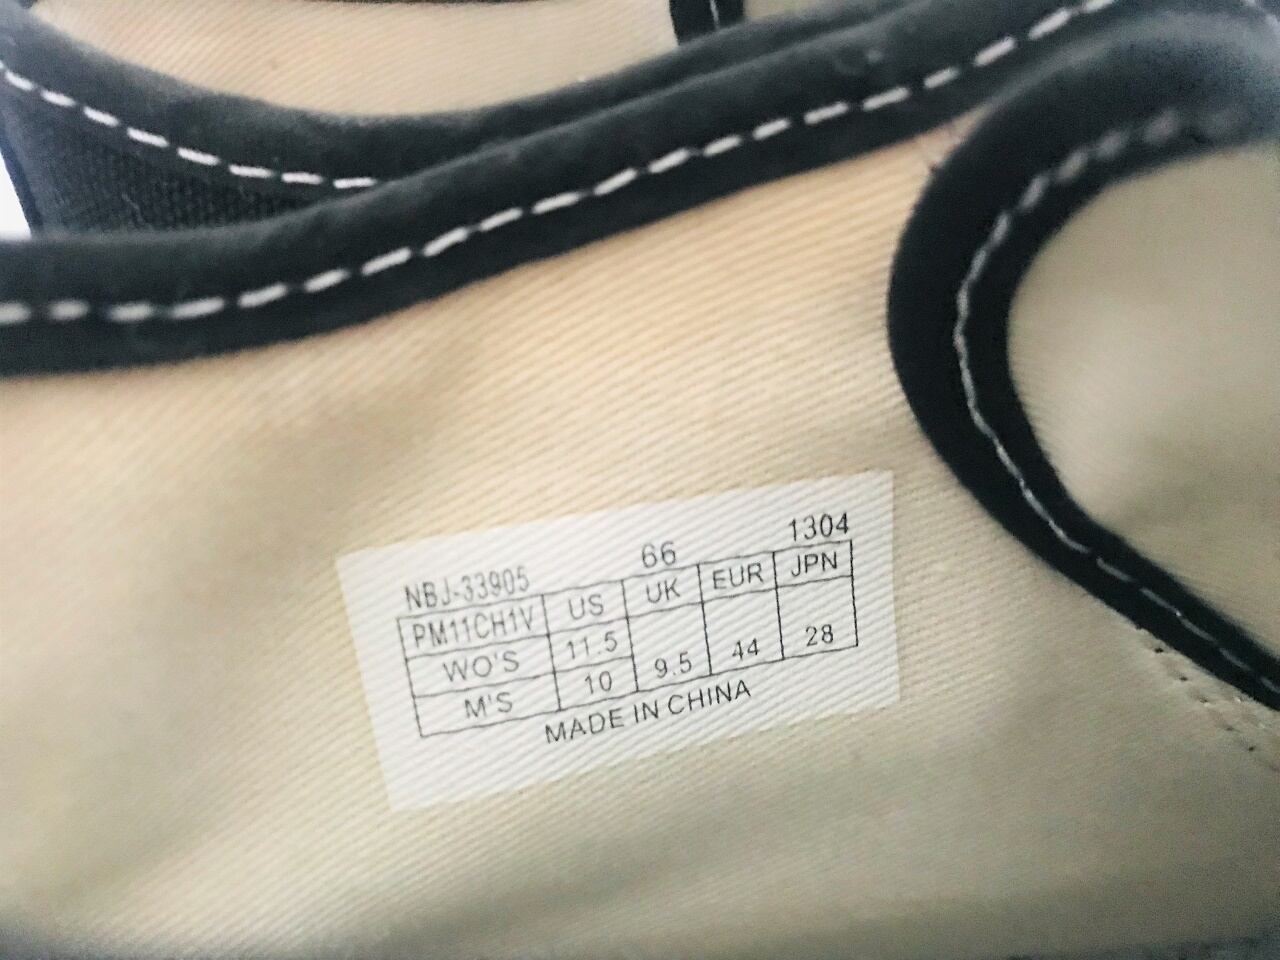 NBJ-33905 66 1304
PM11CH1V US UK EUR JPN
WO'S 11.5
M'S 10 9.5 44 28
MADE IN CHINA